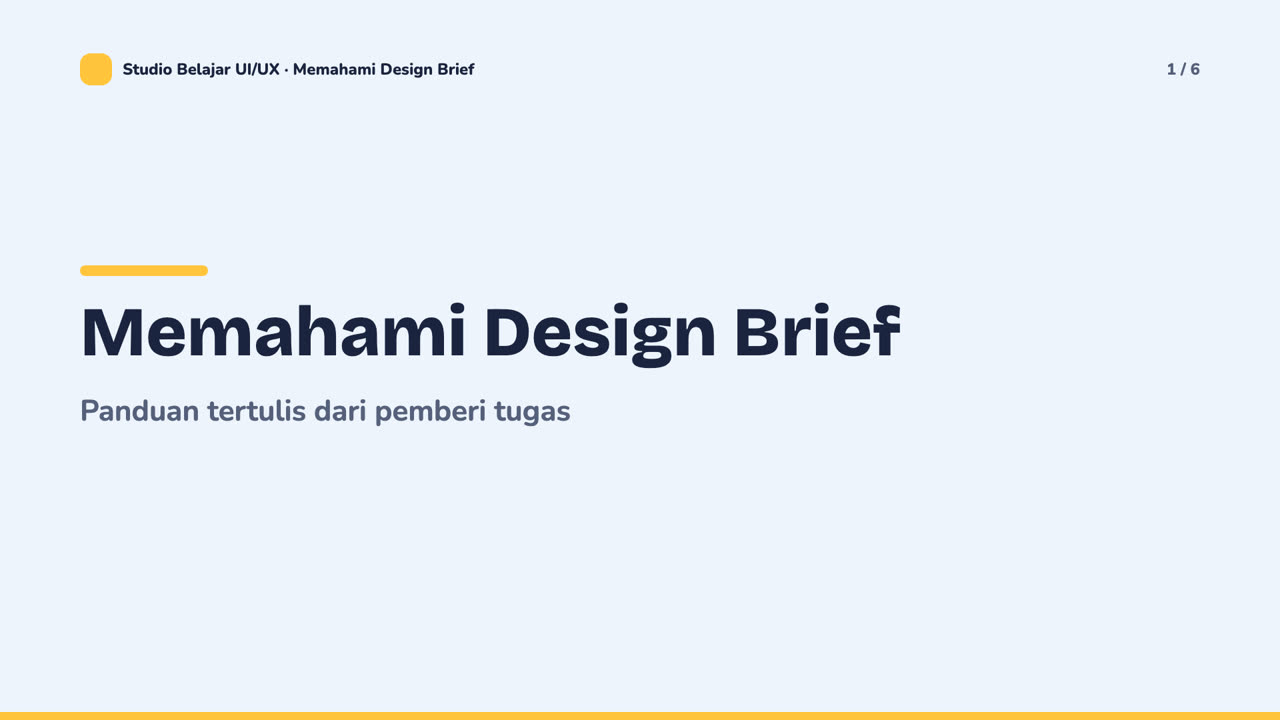 Studio Belajar UI/UX · Memahami Design Brief
1 / 6
Memahami Design Brief
Panduan tertulis dari pemberi tugas